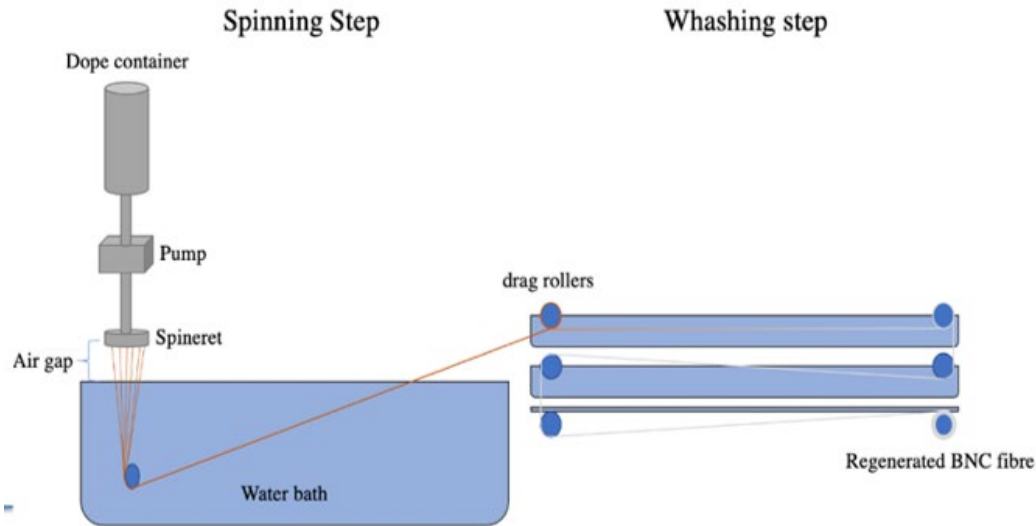 Spinning Step
Whashing step
Dope container
Pump
drag rollers
Spineret
Air gap
Regenerated BNC fibre
Water bath